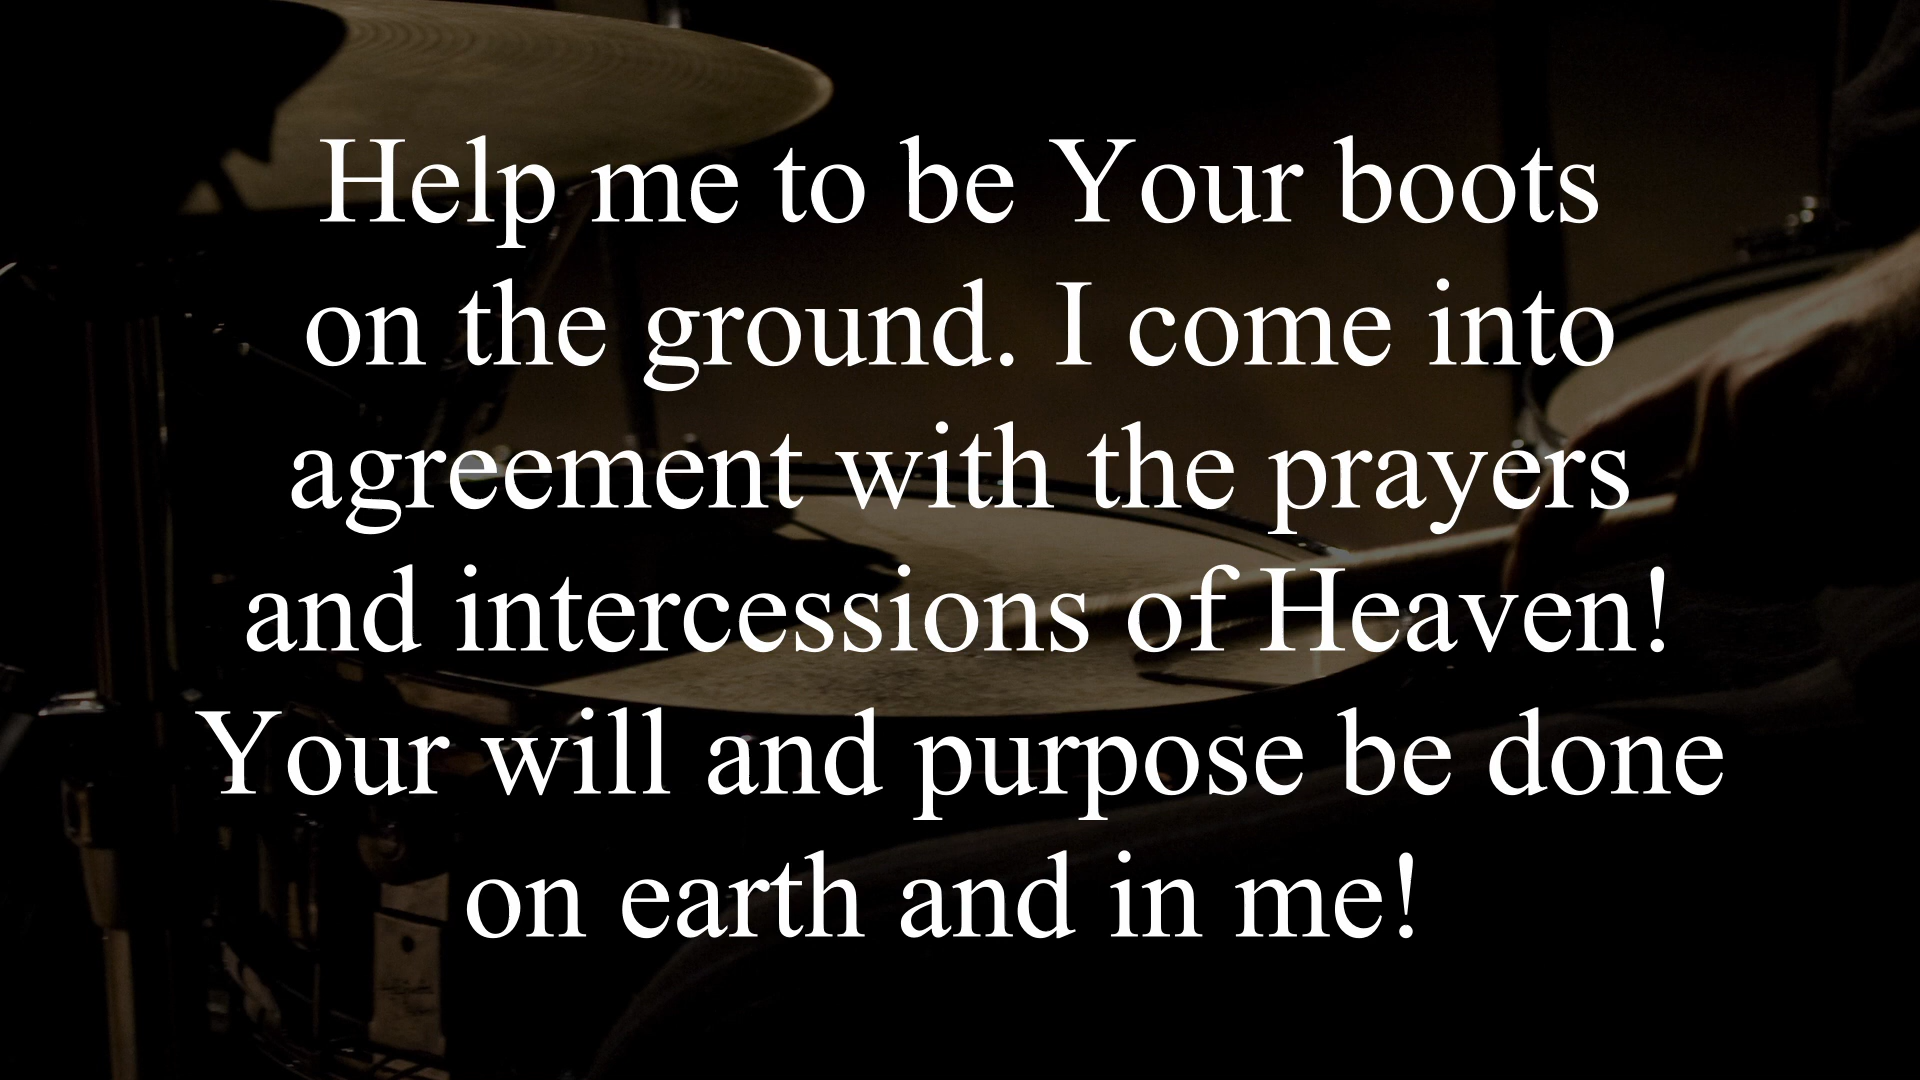 Help me to be Your boots
on the ground. I come into
agreement with the prayers
and intercessions of Heaven!
Your will and purpose be done
on earth and in me!